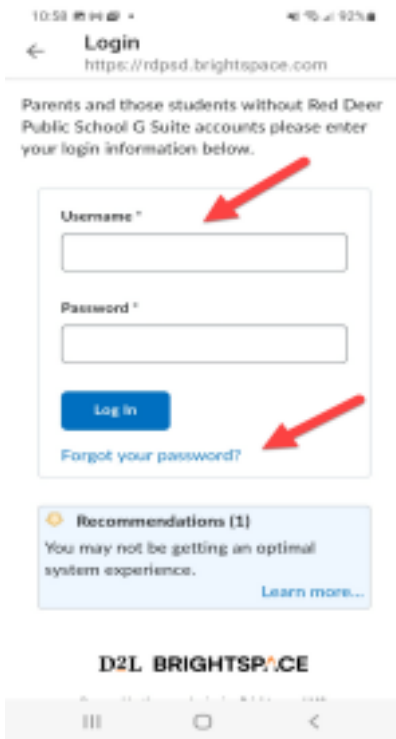 10:58
92%
Login
https://rdpsd.brightspace.com
Parents and those students without Red Deer
Public School G Suite accounts please enter
your login information below.
Username *
Password *
Log In
Forgot your password?
Recommendations (1)
You may not be getting an optimal
system experience.
Learn more...
D2L BRIGHTSPACE